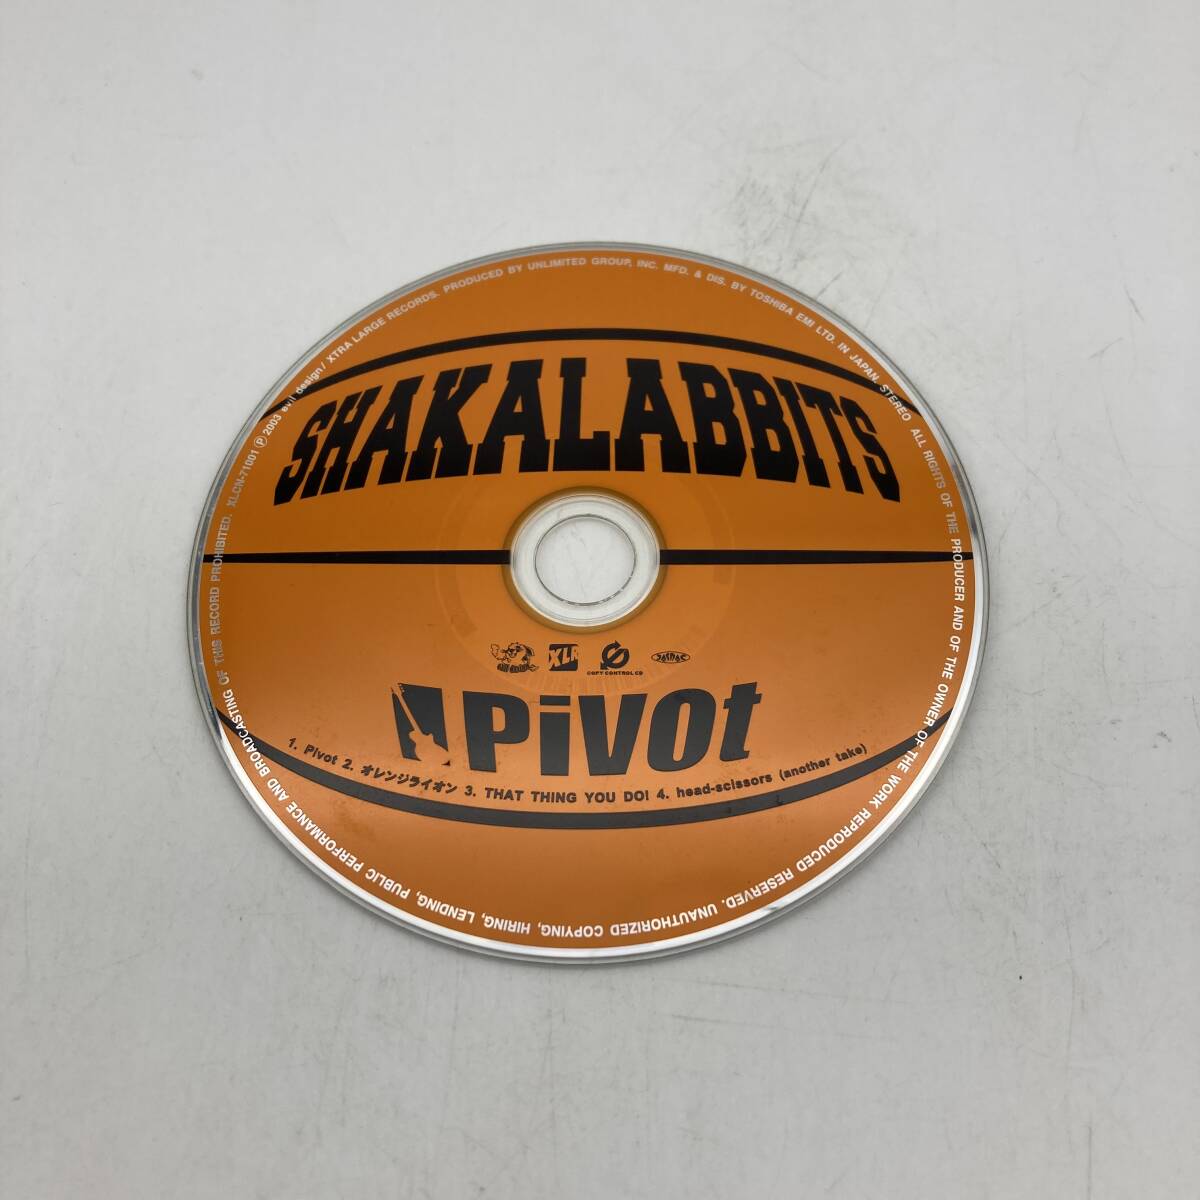 SHAKALABBITS
XLR
COPY CONTROL CD
JASRAC
PiVOt
1. Pivot 2. オレンジライオン 3. THAT THING YOU DO! 4. head-scissors (another take)
XLCN-71001 Ⓟ 2003 evil design / XTRA LARGE RECORDS. PRODUCED BY UNLIMITED GROUP, INC. MFD. & DIS. BY TOSHIBA EMI LTD. IN JAPAN. STEREO ALL RIGHTS OF THE PRODUCER AND OF THE OWNER OF THE WORK REPRODUCED RESERVED. UNAUTHORIZED COPYING, HIRING, LENDING, PUBLIC PERFORMANCE AND BROADCASTING OF THIS RECORD PROHIBITED.